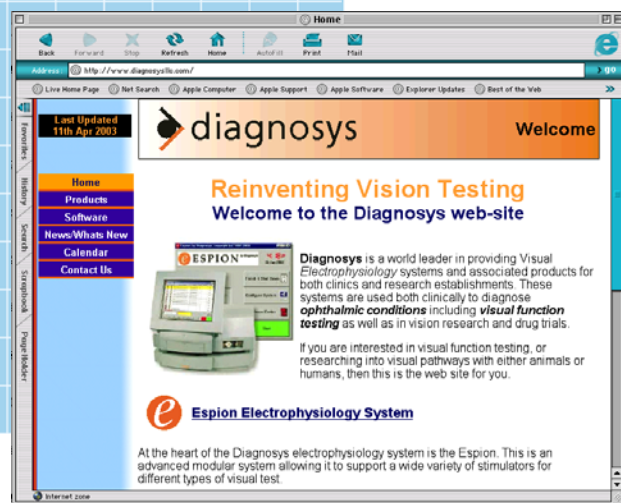 Home
Back Forward Stop Refresh Home AutoFill Print Mail
Address: http://www.diagnosysllc.com/ go
Live Home Page Net Search Apple Computer Apple Support Apple Software Explorer Updates Best of the Web
Favorites
History
Search
Scrapbook
Page Holder
Last Updated
11th Apr 2003
diagnosys
Welcome
Home
Products
Software
News/Whats New
Calendar
Contact Us
Reinventing Vision Testing
Welcome to the Diagnosys web-site
ESPION
Diagnosys is a world leader in providing Visual
Electrophysiology systems and associated products for
both clinics and research establishments. These
systems are used both clinically to diagnose
ophthalmic conditions including visual function
testing as well as in vision research and drug trials.
If you are interested in visual function testing, or
researching into visual pathways with either animals or
humans, then this is the web site for you.
e Espion Electrophysiology System
At the heart of the Diagnosys electrophysiology system is the Espion. This is an
advanced modular system allowing it to support a wide variety of stimulators for
different types of visual test.
Internet zone